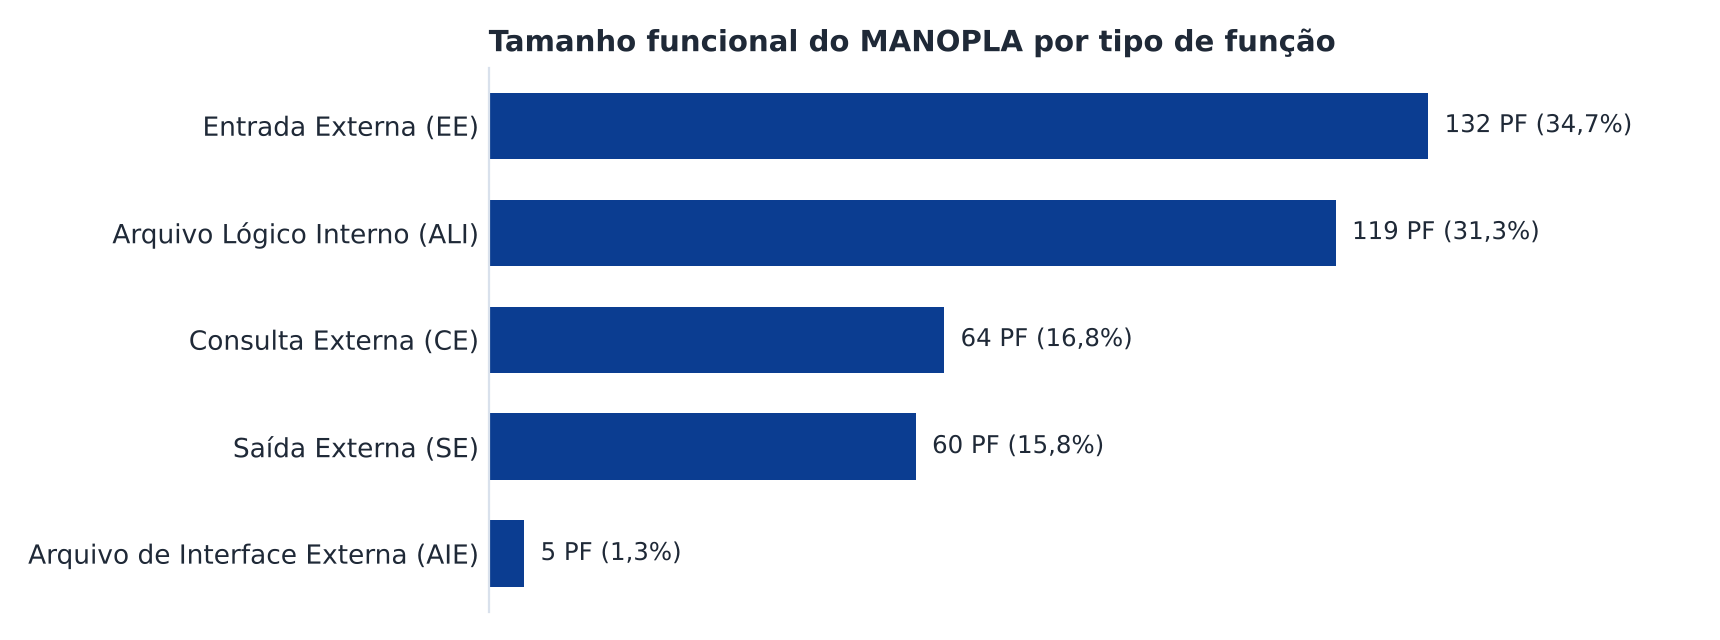 Tamanho funcional do MANOPLA por tipo de função
Entrada Externa (EE) 132 PF (34,7%)
Arquivo Lógico Interno (ALI) 119 PF (31,3%)
Consulta Externa (CE) 64 PF (16,8%)
Saída Externa (SE) 60 PF (15,8%)
Arquivo de Interface Externa (AIE) 5 PF (1,3%)